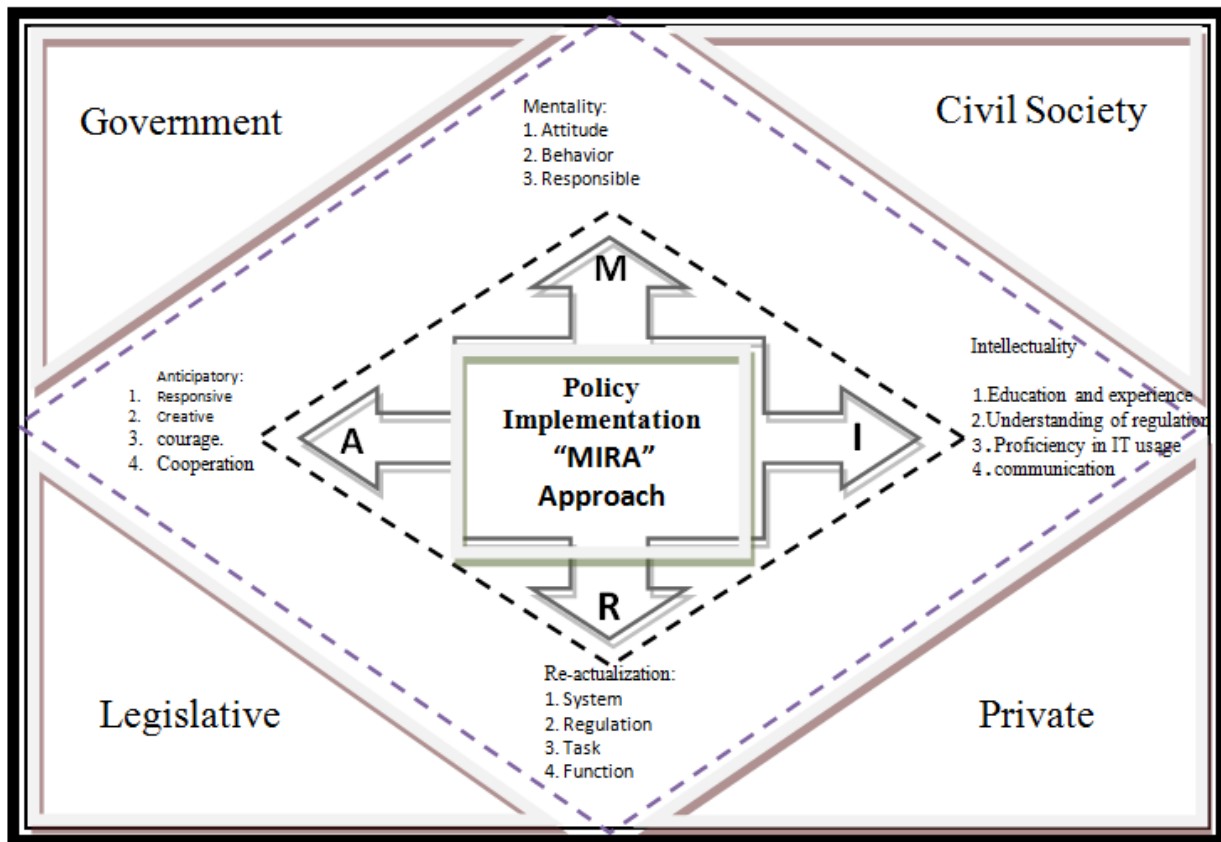 Government
Civil Society
Mentality:
1. Attitude
2. Behavior
3. Responsible
M
Anticipatory:
1. Responsive
2. Creative
3. courage.
4. Cooperation
A
Policy
Implementation
“MIRA”
Approach
I
Intellectuality
1.Education and experience
2.Understanding of regulation
3.Proficiency in IT usage
4.communication
R
Re-actualization:
1. System
2. Regulation
3. Task
4. Function
Legislative
Private